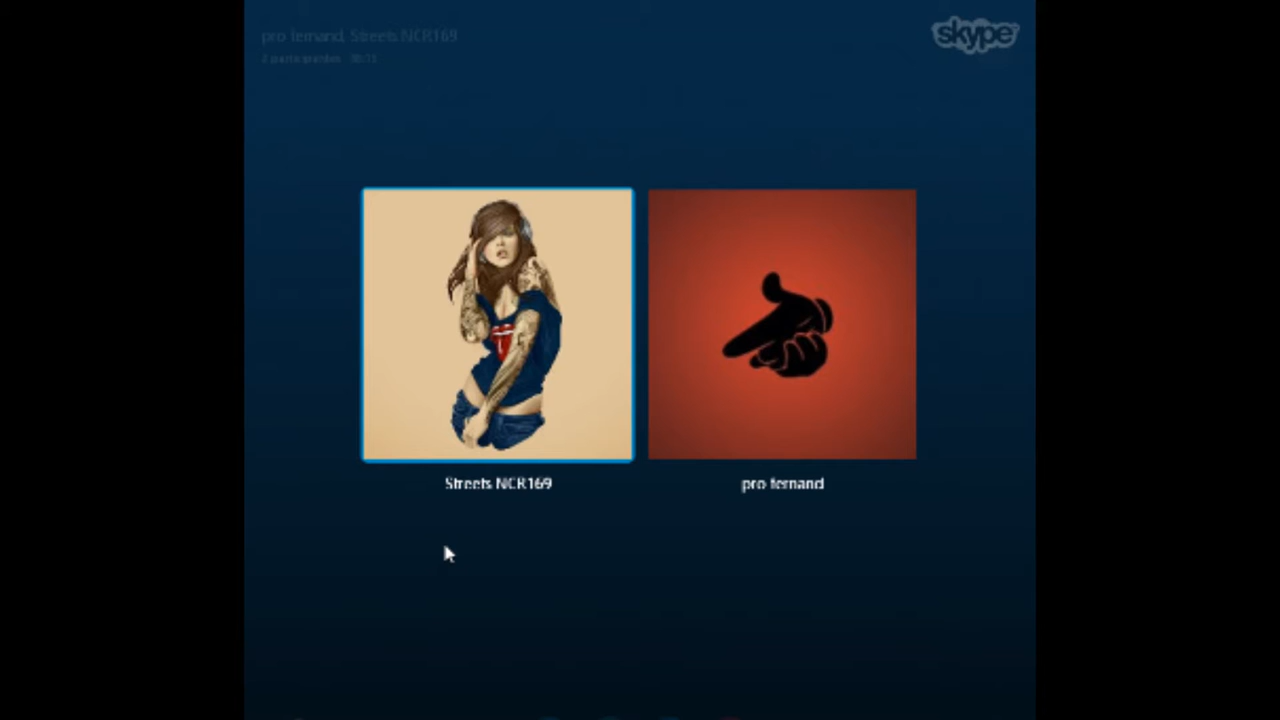 pro fernand, Streets NCR169
skype
Streets NCR169
pro fernand